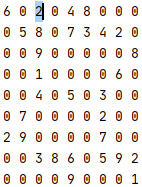 6 0 2 0 4 8 0 0 0
0 5 8 0 7 3 4 2 0
0 0 9 0 0 0 0 0 8
0 0 1 0 0 0 0 6 0
0 0 4 0 5 0 3 0 0
0 7 0 0 0 0 2 0 0
2 9 0 0 0 0 7 0 0
0 0 3 8 6 0 5 9 2
0 0 0 0 9 0 0 0 1